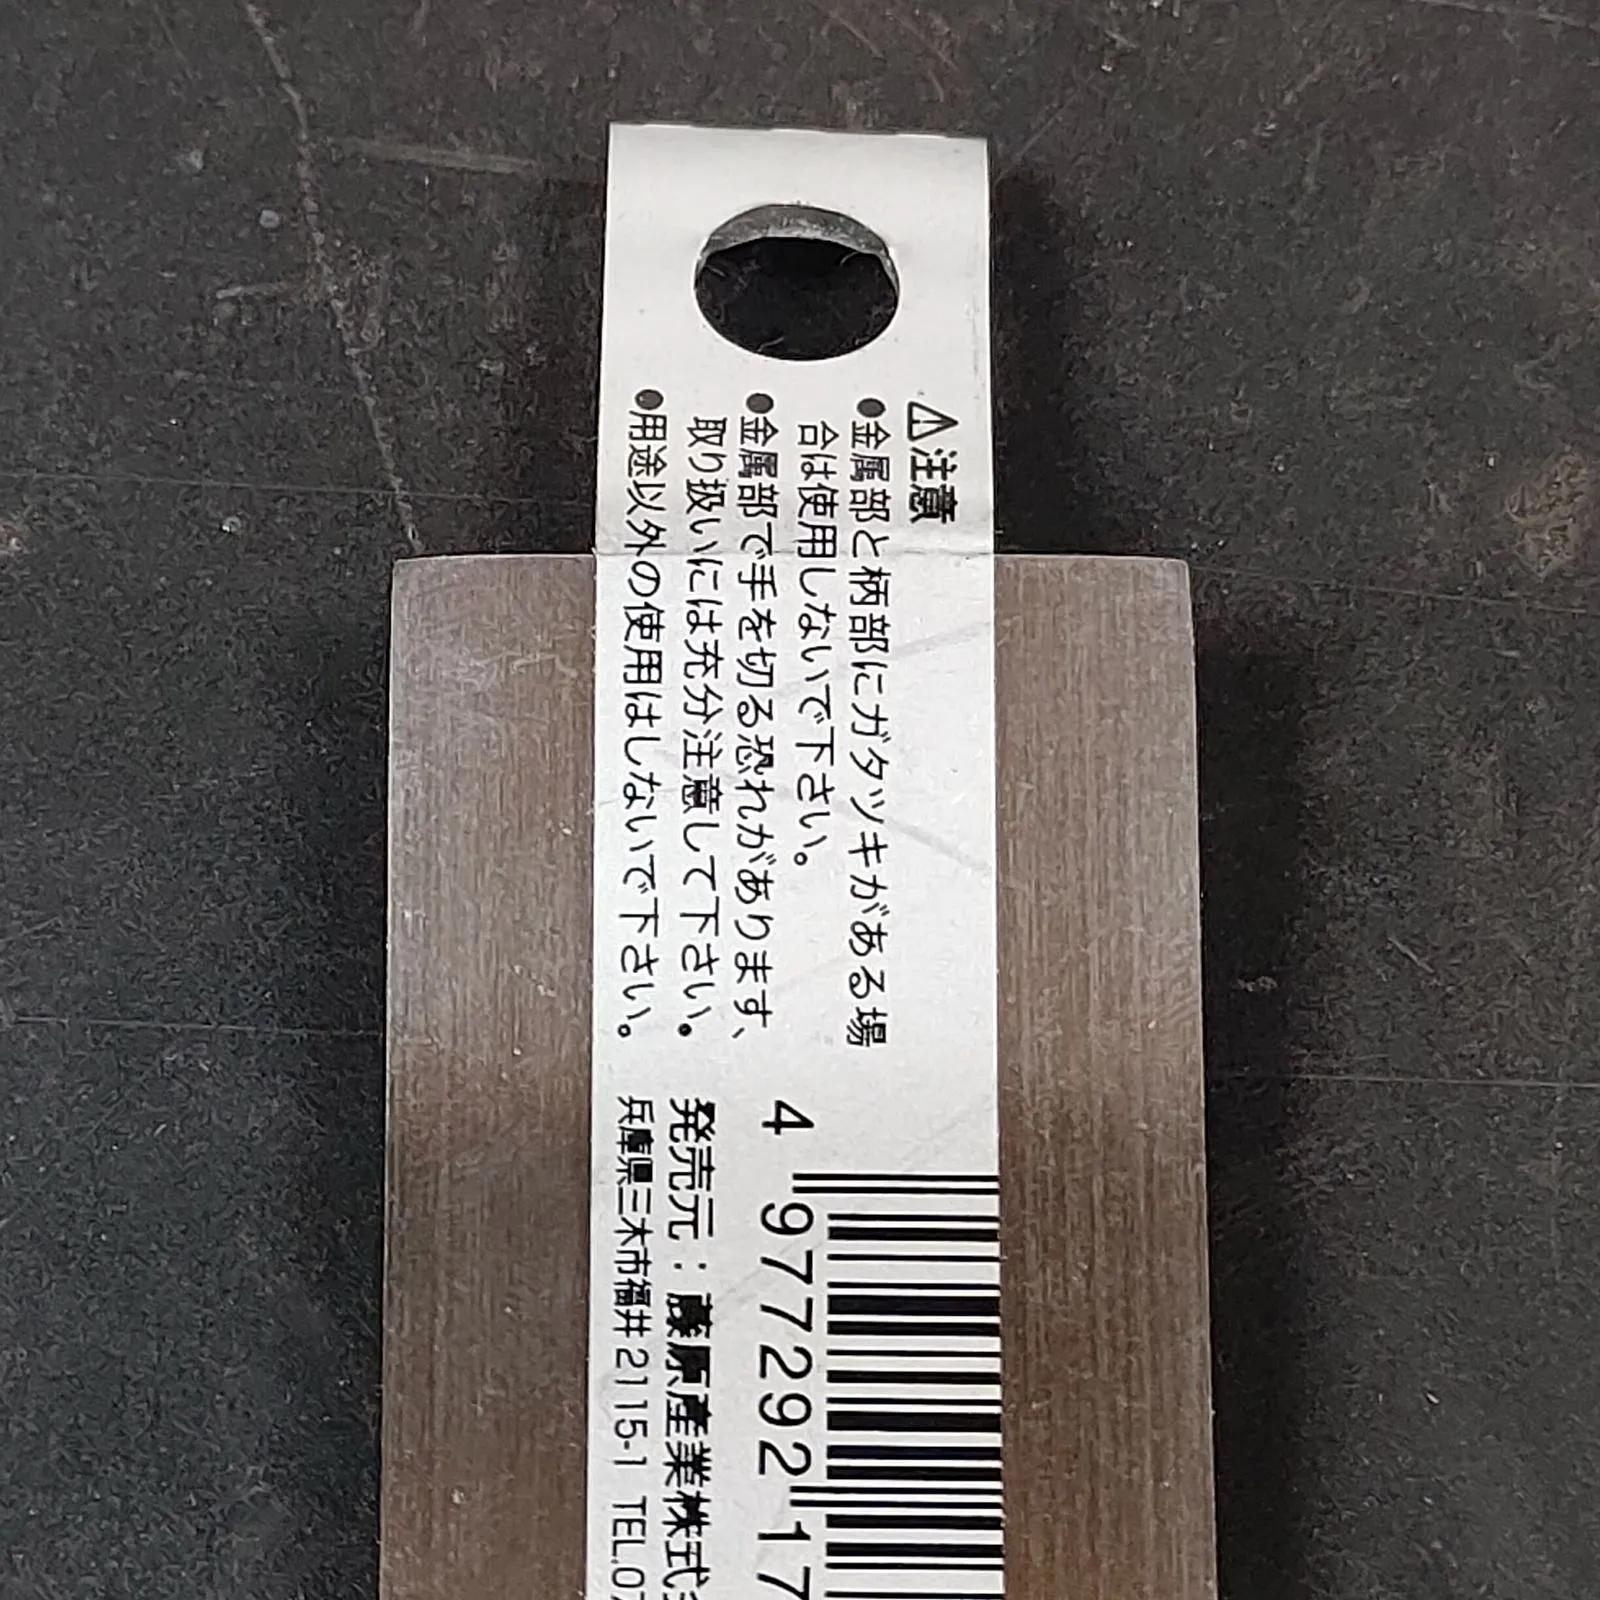 ⚠注意
●金属部と柄部にガタツキがある場
合は使用しないで下さい。
●金属部で手を切る恐れがあります、
取り扱いには充分注意して下さい。
●用途以外の使用はしないで下さい。
4 977292 17
発売元：藤原産業株式
兵庫県三木市福井2115-1 TEL.07